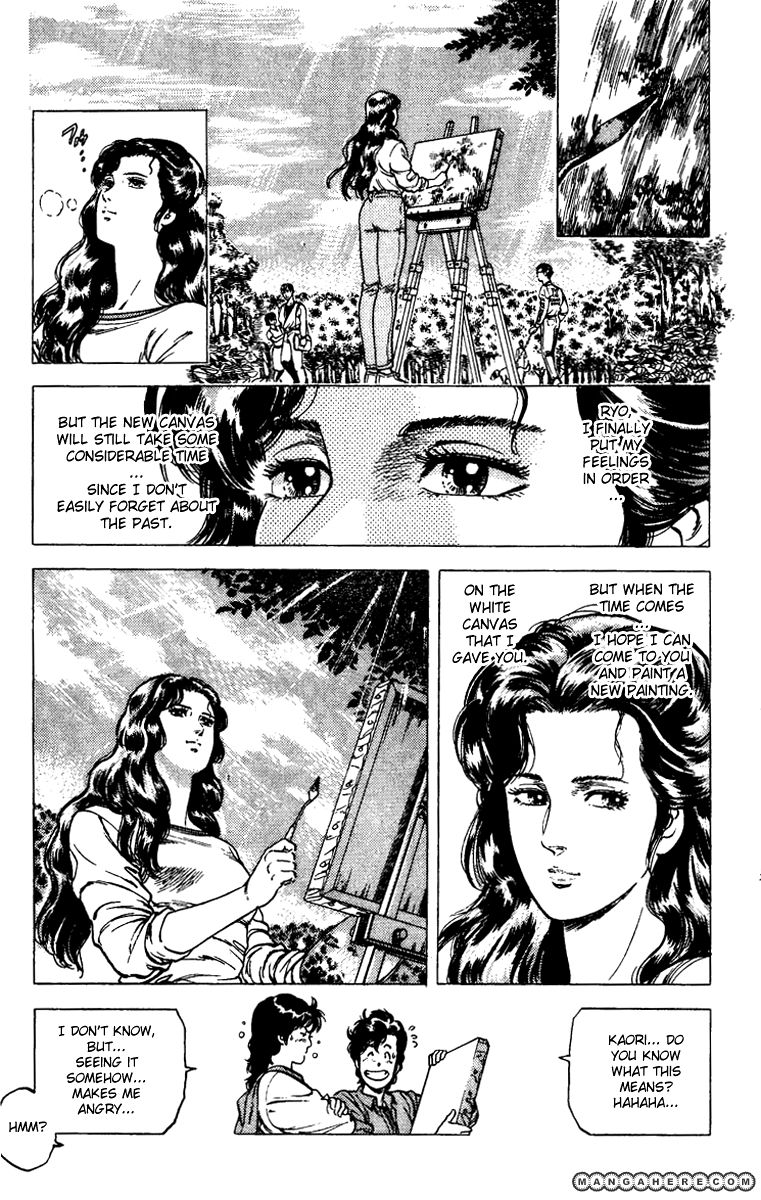 フゥ…
RYO,
I FINALLY
PUT MY
FEELINGS
IN ORDER
...
BUT THE NEW CANVAS
WILL STILL TAKE SOME
CONSIDERABLE TIME
...
SINCE I DON'T
EASILY FORGET ABOUT
THE PAST.
BUT WHEN THE
TIME COMES
...
I HOPE I CAN
COME TO YOU
AND PAINT A
NEW PAINTING.
ON THE
WHITE
CANVAS
THAT I
GAVE YOU.
KAORI... DO
YOU KNOW
WHAT THIS
MEANS?
HAHAHA...
I DON'T KNOW,
BUT...
SEEING IT
SOMEHOW...
MAKES ME
ANGRY...
HMM?
MANGAHERE.COM